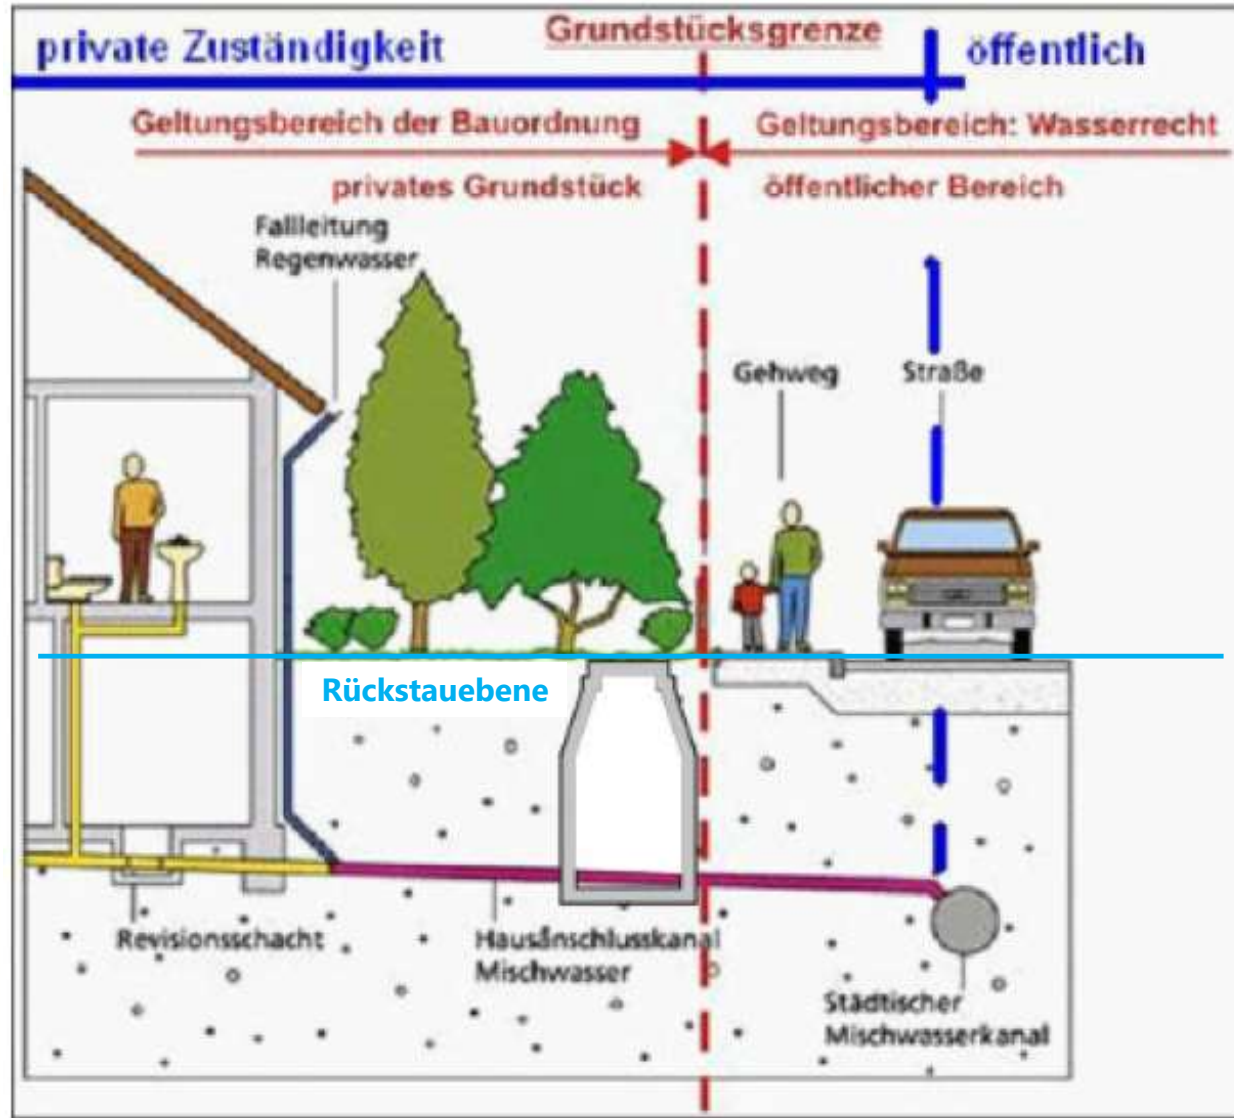 private Zuständigkeit
Grundstücksgrenze
öffentlich
Geltungsbereich der Bauordnung
Geltungsbereich: Wasserrecht
privates Grundstück
öffentlicher Bereich
Fallleitung
Regenwasser
Gehweg
Straße
Rückstauebene
Revisionsschacht
Hausanschlusskanal
Mischwasser
Städtischer
Mischwasserkanal